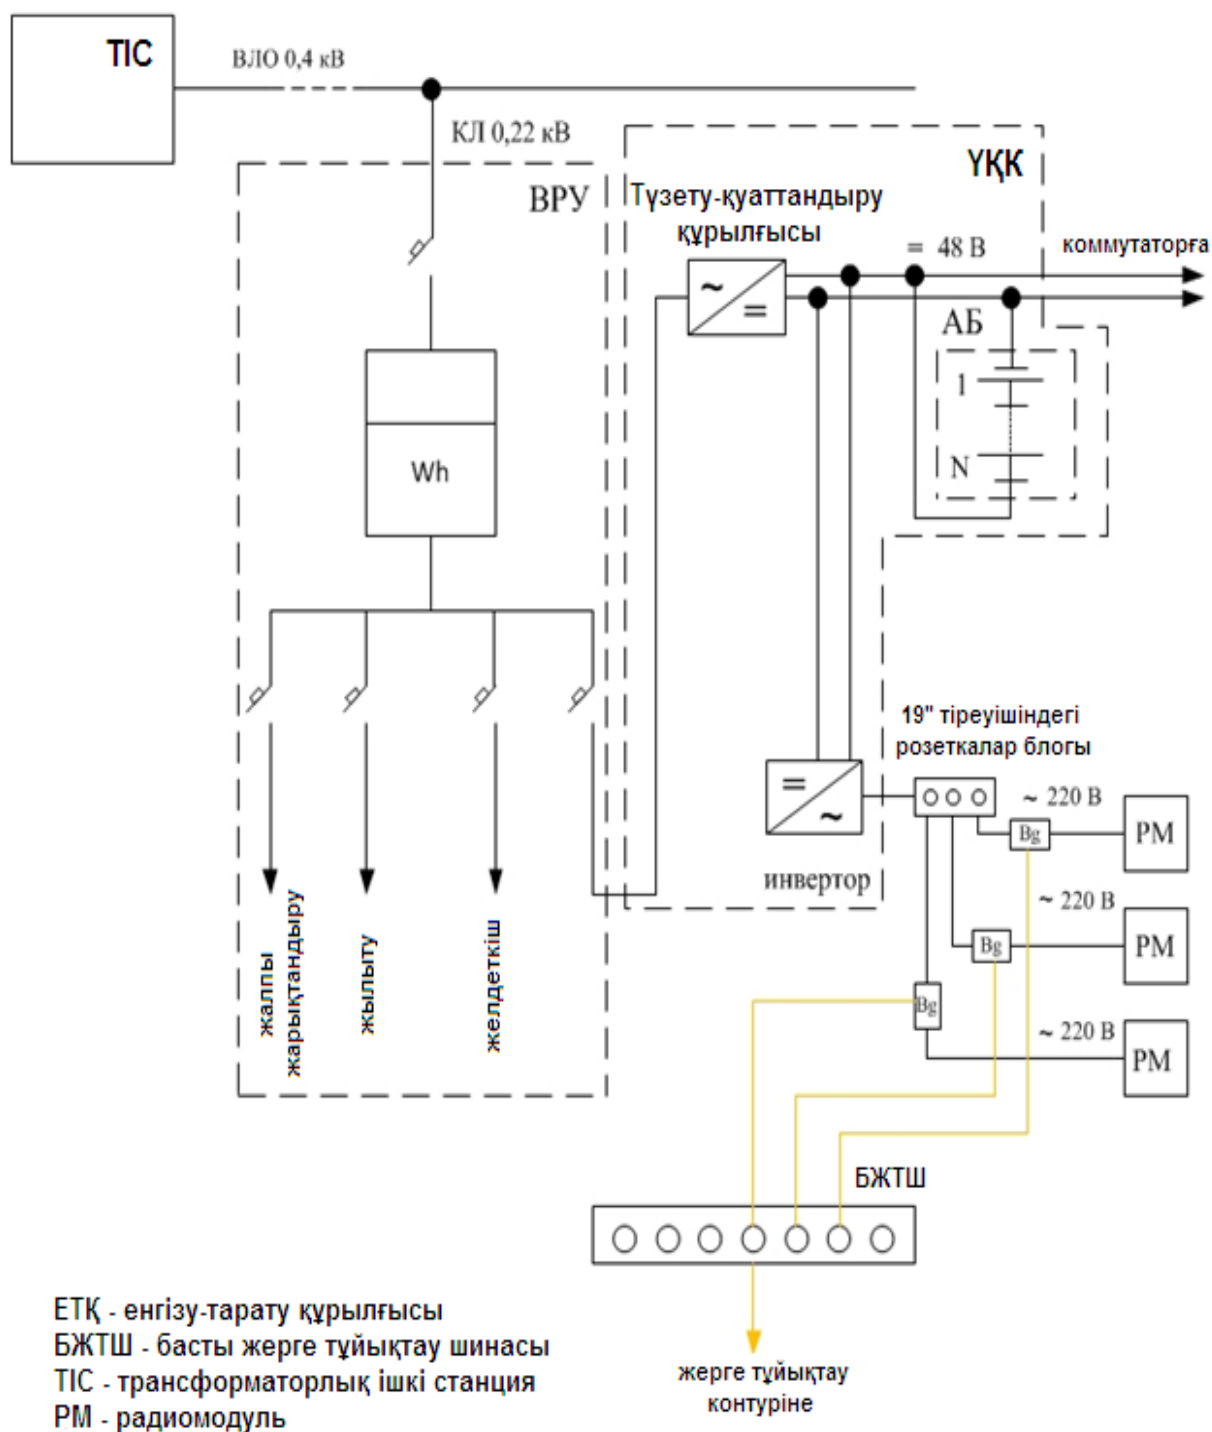 ТІС
ВЛО 0,4 кВ
КЛ 0,22 кВ
ВРУ
ҮҚК
Түзету-қуаттандыру
құрылғысы
= 48 В
коммутаторға
~
=
АБ
1
N
Wh
19" тіреуішіндегі
розеткалар блогы
=
~
инвертор
~ 220 В
Bg
РМ
~ 220 В
Bg
РМ
Bg
~ 220 В
РМ
жалпы
жарықтандыру
жылыту
желдеткіш
БЖТШ
жерге тұйықтау
контуріне
ЕТҚ - енгізу-тарату құрылғысы
БЖТШ - басты жерге тұйықтау шинасы
ТІС - трансформаторлық ішкі станция
РМ - радиомодуль